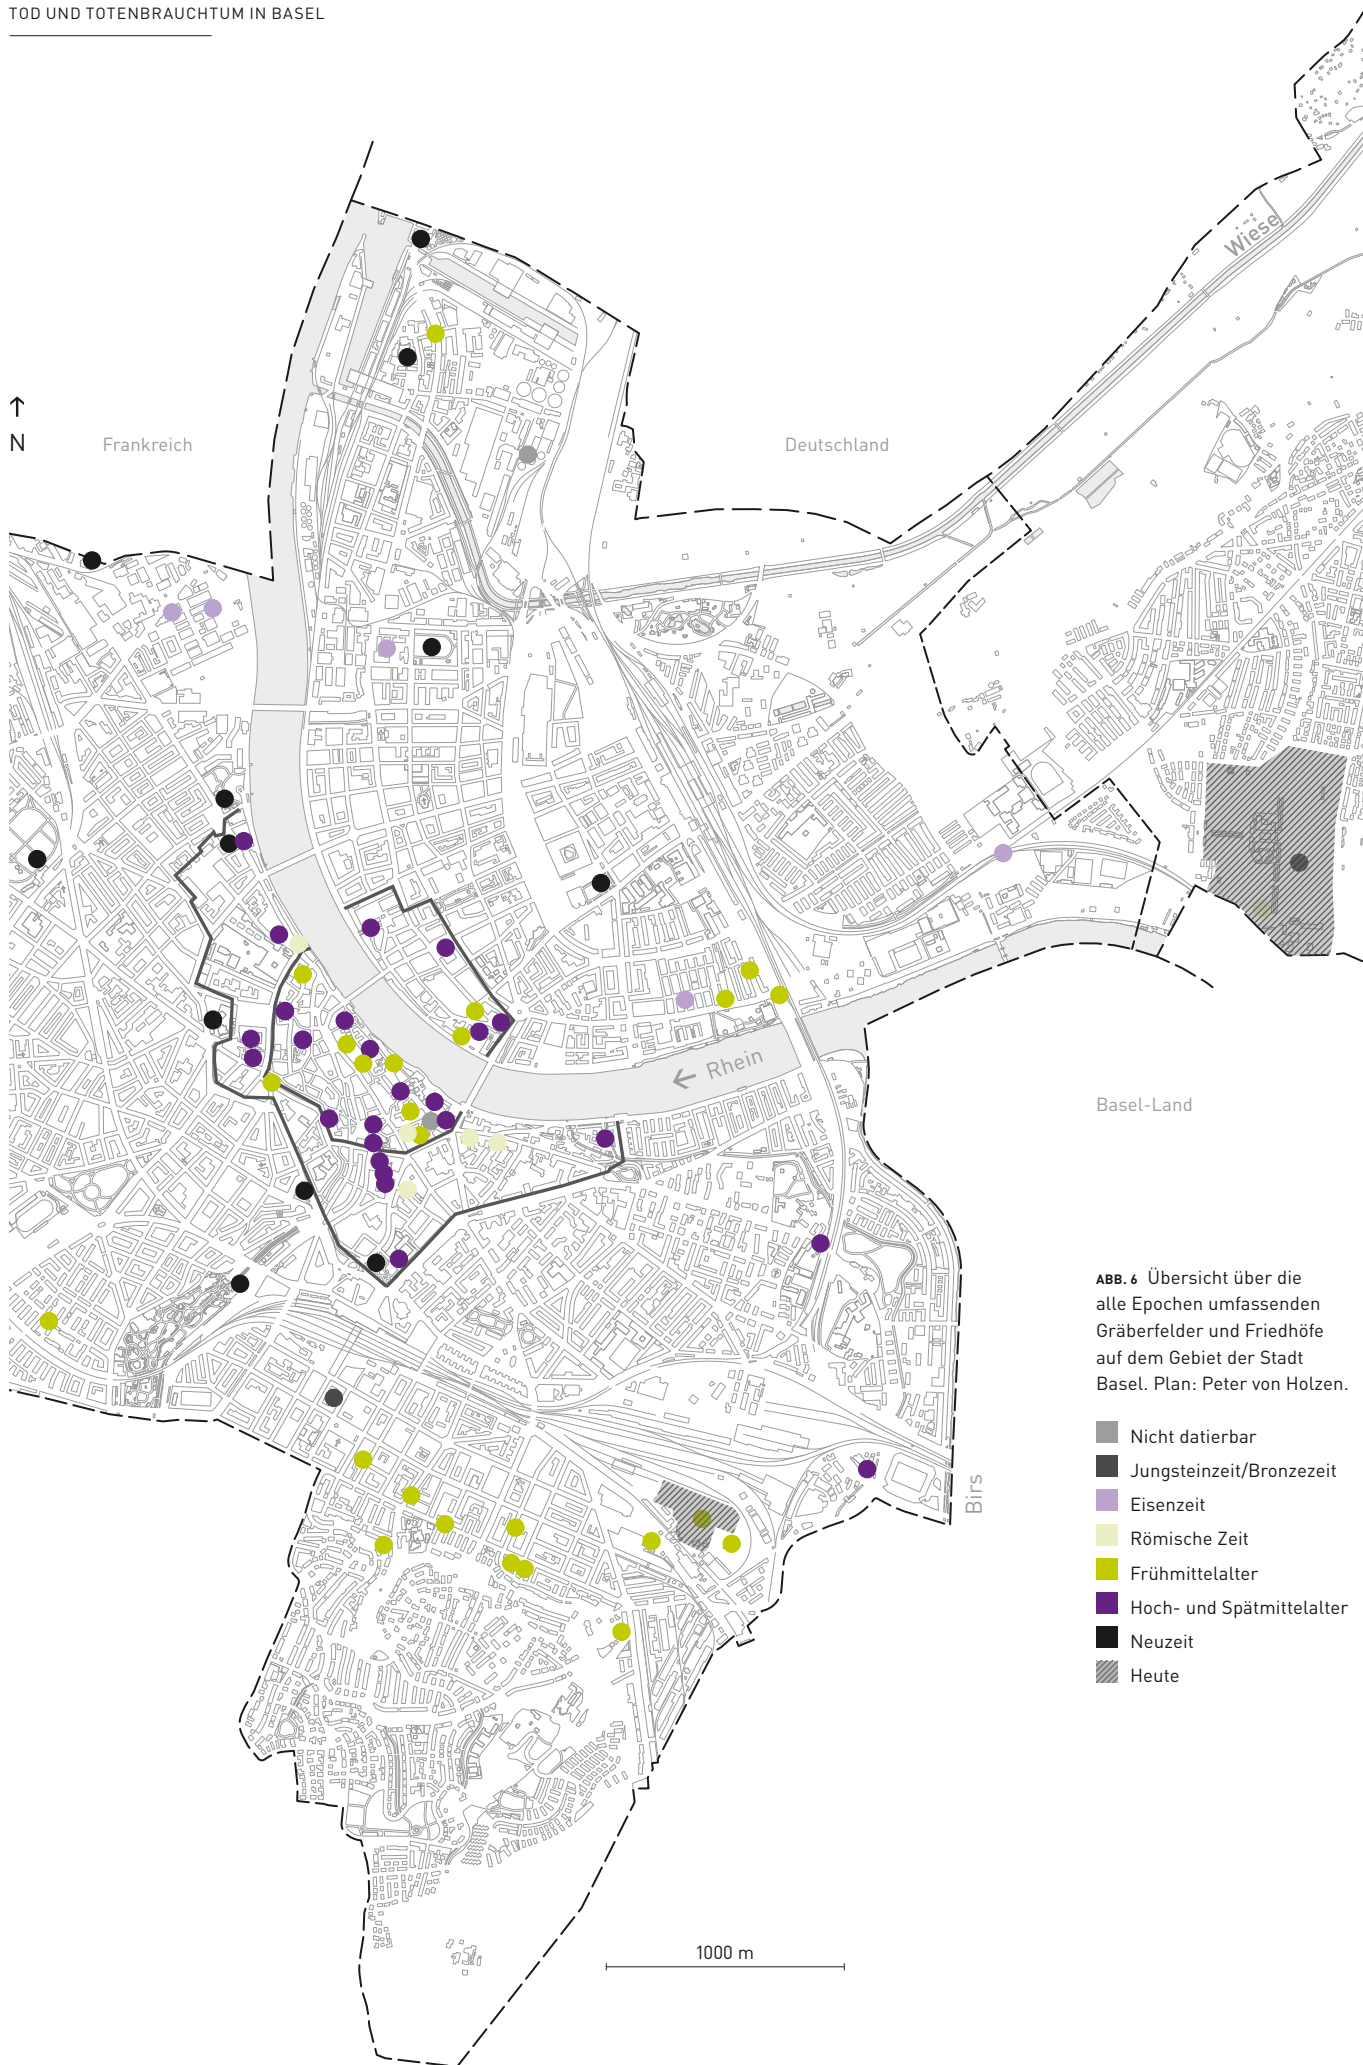 TOD UND TOTENBRAUCHTUM IN BASEL
Wiese
N
Frankreich
Deutschland
← Rhein
Basel-Land
ABB. 6 Übersicht über die
alle Epochen umfassenden
Gräberfelder und Friedhöfe
auf dem Gebiet der Stadt
Basel. Plan: Peter von Holzen.
Nicht datierbar
Jungsteinzeit/Bronzezeit
Eisenzeit
Römische Zeit
Frühmittelalter
Hoch- und Spätmittelalter
Neuzeit
Heute
Birs
1000 m